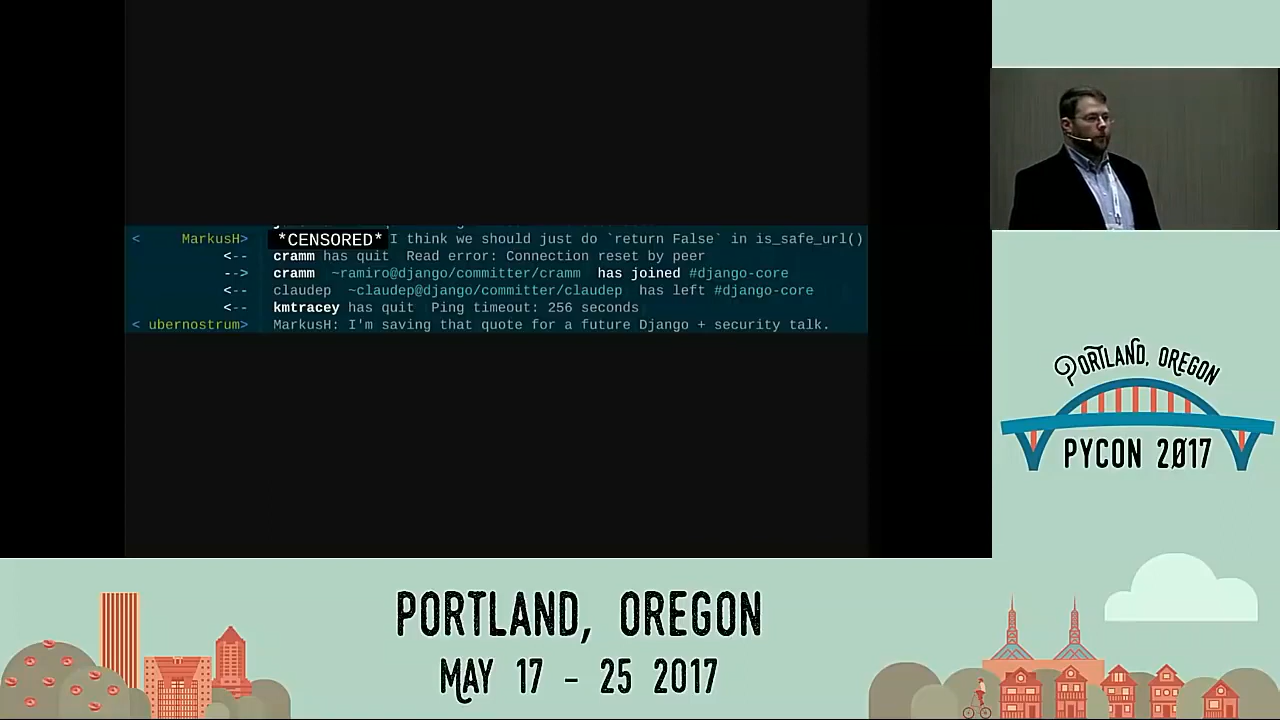 < MarkusH> *CENSORED* I think we should just do `return False` in is_safe_url()
<-- cramm has quit Read error: Connection reset by peer
--> cramm ~ramiro@django/committer/cramm has joined #django-core
<-- claudep ~claudep@django/committer/claudep has left #django-core
<-- kmtracey has quit Ping timeout: 256 seconds
< ubernostrum> MarkusH: I'm saving that quote for a future Django + security talk.
PORTLAND, OREGON
PYCON 2017
PORTLAND, OREGON
MAY 17 - 25 2017